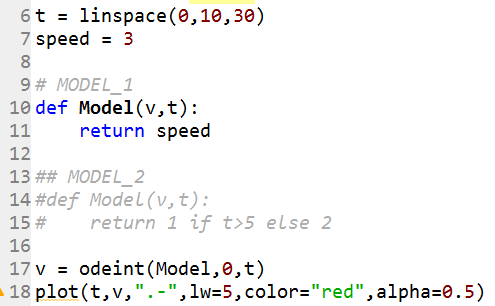 6 t = linspace(0,10,30)
7 speed = 3
8
9 # MODEL_1
10 def Model(v,t):
11     return speed
12
13 ## MODEL_2
14 #def Model(v,t):
15 #    return 1 if t>5 else 2
16
17 v = odeint(Model,0,t)
18 plot(t,v,".-",lw=5,color="red",alpha=0.5)